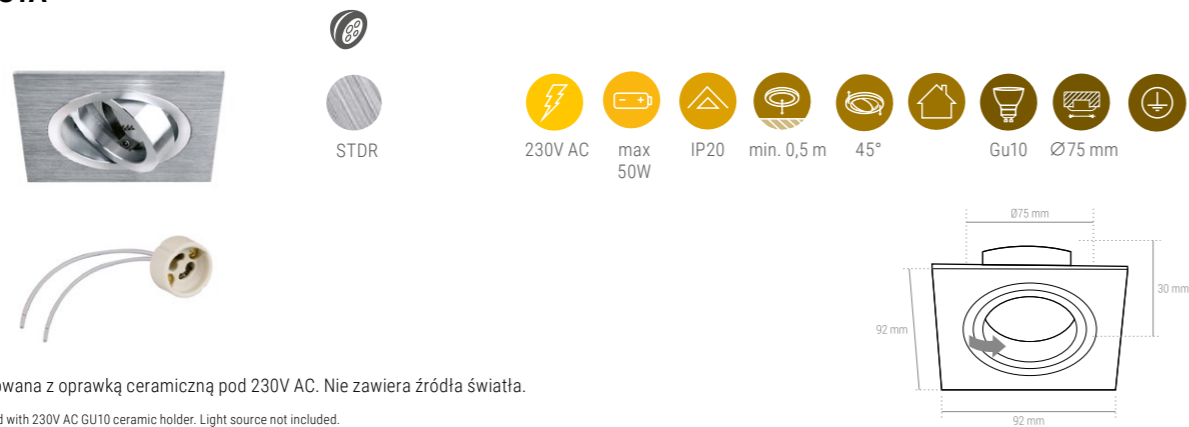 STDR
230V AC
max
50W
IP20
min. 0,5 m
45°
Gu10
Ø75 mm
Ø75 mm
30 mm
92 mm
92 mm
z oprawką ceramiczną pod 230V AC. Nie zawiera źródła światła.
with 230V AC GU10 ceramic holder. Light source not included.